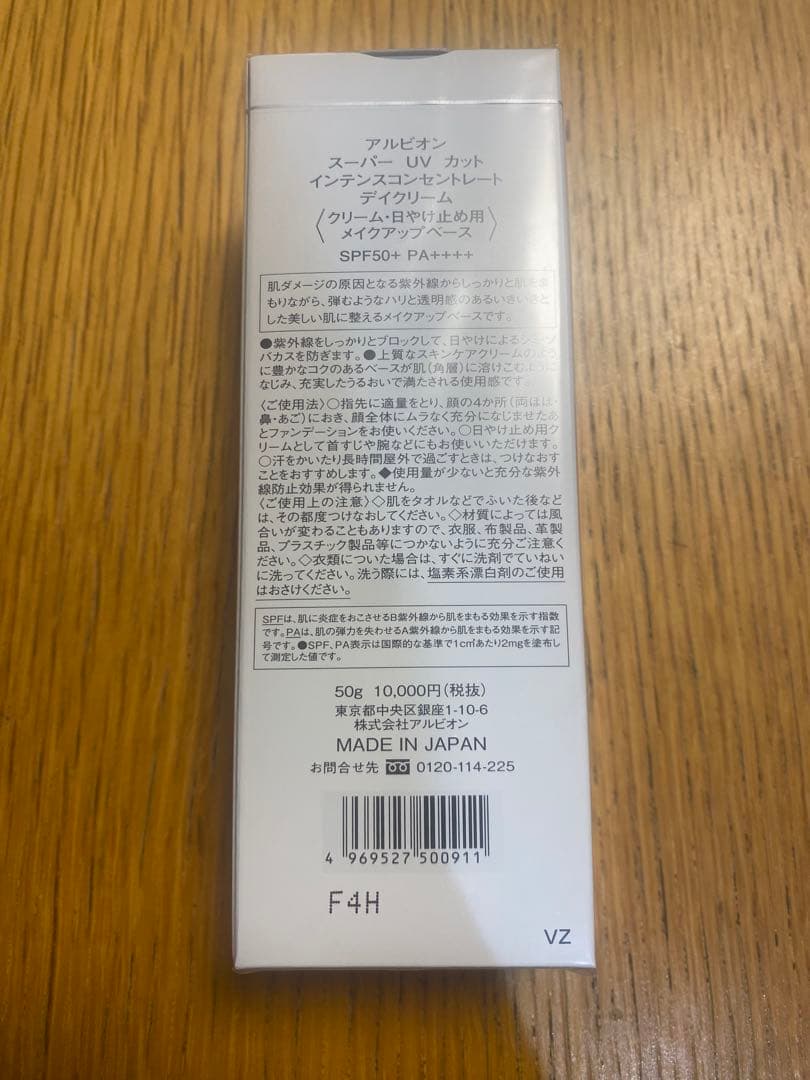 アルビオン
スーパー UV カット
インテンスコンセントレート
デイクリーム
〈クリーム・日やけ止め用
メイクアップベース〉
SPF50+ PA++++
肌ダメージの原因となる紫外線からしっかりと肌を
もりながら、弾むようなハリと透明感のあるいきいきと
した美しい肌に整えるメイクアップベースです。
●紫外線をしっかりとブロックして、日やけによるシミ・ソ
バカスを防ぎます。●上質なスキンケアクリームのよう
に豊かなコクのあるベースが肌(角層)に溶けこむように
なじみ、充実したうるおいで満たされる使用感です。
〈ご使用法〉○指先に適量をとり、顔の4か所(両ほほ・
鼻・あご)におき、顔全体にムラなく充分になじませたあ
とファンデーションをお使いください。○日やけ止め用ク
リームとして首すじや腕などにもお使いいただけます。
○汗をかいたり長時間屋外で過ごすときは、つけなおす
ことをおすすめします。◆使用量が少ないと充分な紫外
線防止効果が得られません。
〈ご使用上の注意〉◇肌をタオルなどでふいた後など
は、その都度つけなおしてください。◇材質によっては風
合いが変わることもありますので、衣服、布製品、革製
品、プラスチック製品等につかないように充分ご注意く
ださい。◇衣類についた場合は、すぐに洗剤でていねい
に洗ってください。洗う際には、塩素系漂白剤のご使用
はおさけください。
SPFは、肌に炎症をおこさせるB紫外線から肌をまもる効果を示す指数
です。PAは、肌の弾力を失わせるA紫外線から肌をまもる効果を示す記
号です。●SPF、PA表示は国際的な基準で1c㎡あたり2mgを塗布し
て測定した値です。
50g 10,000円(税抜)
東京都中央区銀座1-10-6
株式会社アルビオン
MADE IN JAPAN
お問合せ先 0120-114-225
4 969527 500911
F4H
VZ